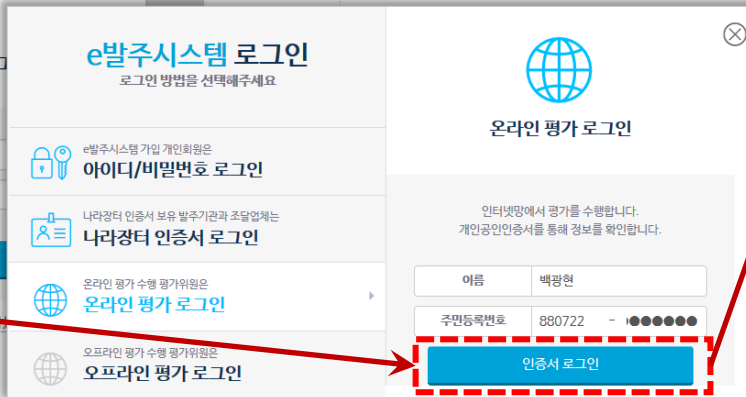 e발주시스템 로그인
로그인 방법을 선택해주세요
e발주시스템 가입 개인회원은
아이디/비밀번호 로그인
나라장터 인증서 보유 발주기관과 조달업체는
나라장터 인증서 로그인
온라인 평가 수행 평가위원은
온라인 평가 로그인
오프라인 평가 수행 평가위원은
오프라인 평가 로그인
온라인 평가 로그인
인터넷망에서 평가를 수행합니다.
개인공인인증서를 통해 정보를 확인합니다.
이름 백광현
주민등록번호 880722 - ●●●●●●
인증서 로그인